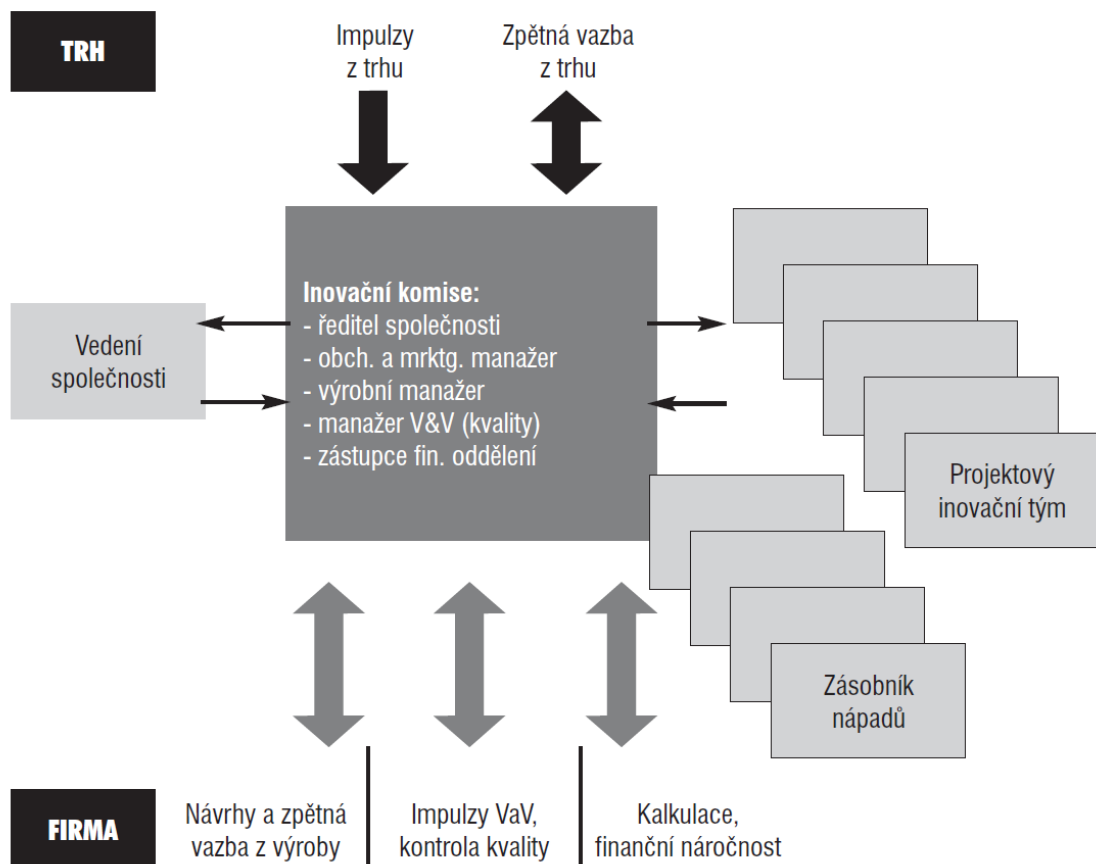 TRH
Impulzy
z trhu
Zpětná vazba
z trhu
Inovační komise:
- ředitel společnosti
- obch. a mrktg. manažer
- výrobní manažer
- manažer V&V (kvality)
- zástupce fin. oddělení
Vedení
společnosti
Projektový
inovační tým
Zásobník
nápadů
FIRMA
Návrhy a zpětná
vazba z výroby
Impulzy VaV,
kontrola kvality
Kalkulace,
finanční náročnost